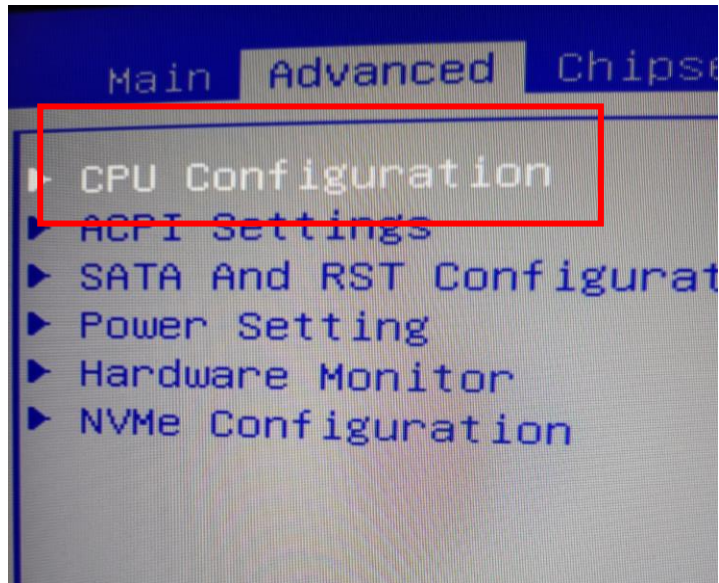 Main Advanced Chipse
CPU Configuration
ACPI Settings
SATA And RST Configurat
Power Setting
Hardware Monitor
NVMe Configuration